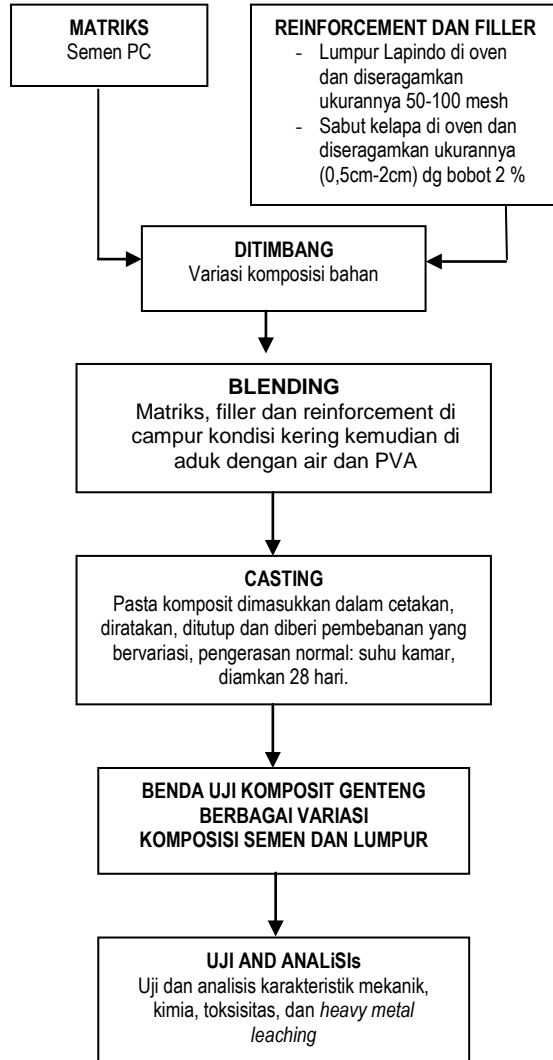 MATRIKS
Semen PC
REINFORCEMENT DAN FILLER
- Lumpur Lapindo di oven
dan diseragamkan
ukurannya 50-100 mesh
- Sabut kelapa di oven dan
diseragamkan ukurannya
(0,5cm-2cm) dg bobot 2 %
DITIMBANG
Variasi komposisi bahan
BLENDING
Matriks, filler dan reinforcement di
campur kondisi kering kemudian di
aduk dengan air dan PVA
CASTING
Pasta komposit dimasukkan dalam cetakan,
diratakan, ditutup dan diberi pembebanan yang
bervariasi, pengerasan normal: suhu kamar,
diamkan 28 hari.
BENDA UJI KOMPOSIT GENTENG
BERBAGAI VARIASI
KOMPOSISI SEMEN DAN LUMPUR
UJI AND ANALiSIs
Uji dan analisis karakteristik mekanik,
kimia, toksisitas, dan heavy metal
leaching